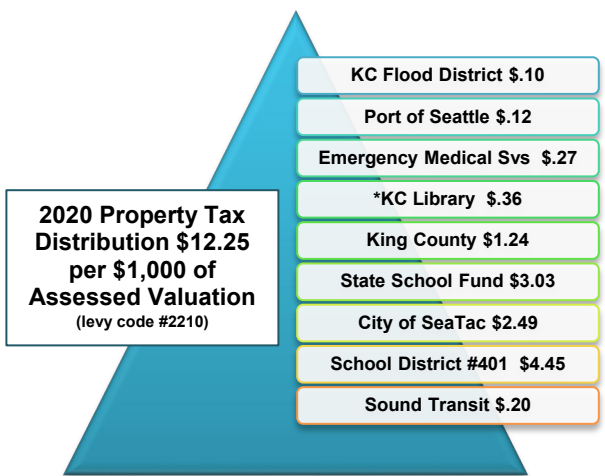 2020 Property Tax
Distribution $12.25
per $1,000 of
Assessed Valuation
(levy code #2210)
KC Flood District $.10
Port of Seattle $.12
Emergency Medical Svs $.27
*KC Library $.36
King County $1.24
State School Fund $3.03
City of SeaTac $2.49
School District #401 $4.45
Sound Transit $.20